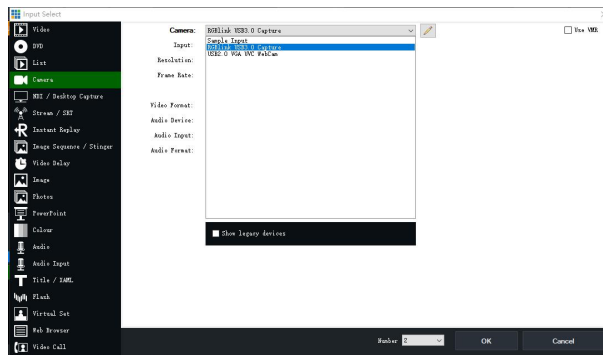 Input Select
Video
DVD
List
Camera
NDI / Desktop Capture
Stream / SRT
Instant Replay
Image Sequence / Stinger
Video Delay
Image
Photos
PowerPoint
Colour
Audio
Audio Input
Title / XAML
Flash
Virtual Set
Web Browser
Video Call
Camera: RGBlink USB3.0 Capture
Use VMR
Sample Input
RGBlink USB3.0 Capture
USB2.0 VGA UVC WebCam
Input:
Resolution:
Frame Rate:
Video Format:
Audio Device:
Audio Input:
Audio Format:
Show legacy devices
Number 2
OK
Cancel